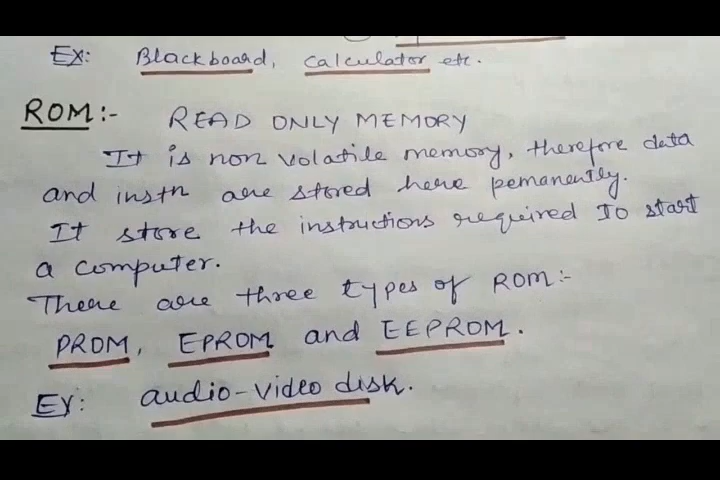 Ex: Blackboard, calculator etc.
ROM:- READ ONLY MEMORY
It is non volatile memory, therefore data
and instn are stored here pemanently.
It store the instructions required to start
a computer.
There are three types of ROM:-
PROM, EPROM and EEPROM.
Ex: audio-video disk.